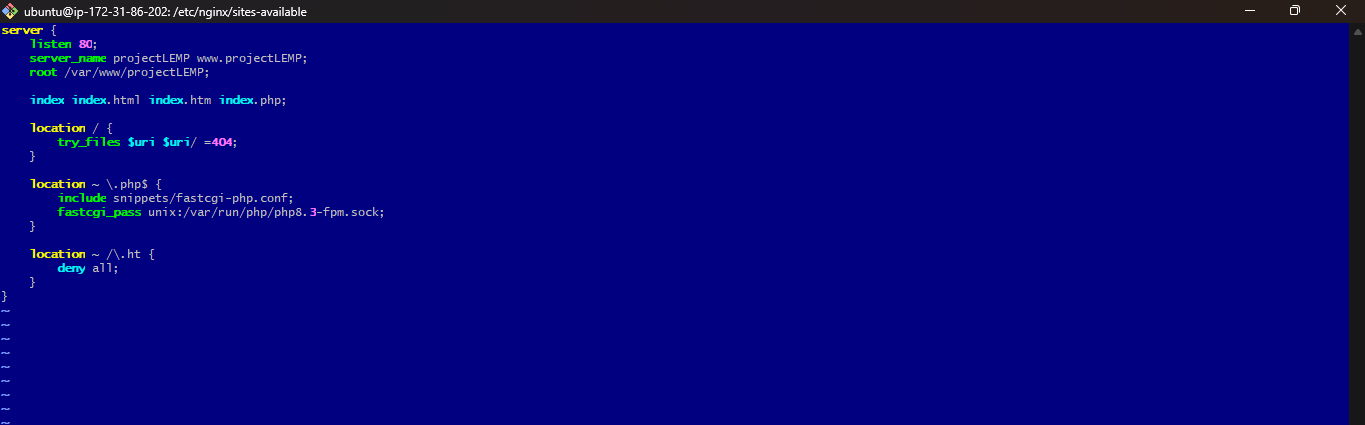 ubuntu@ip-172-31-86-202: /etc/nginx/sites-available
server {
    listen 80;
    server_name projectLEMP www.projectLEMP;
    root /var/www/projectLEMP;

    index index.html index.htm index.php;

    location / {
        try_files $uri $uri/ =404;
    }

    location ~ \.php$ {
        include snippets/fastcgi-php.conf;
        fastcgi_pass unix:/var/run/php/php8.3-fpm.sock;
    }

    location ~ /\.ht {
        deny all;
    }
}
~
~
~
~
~
~
~
~
~